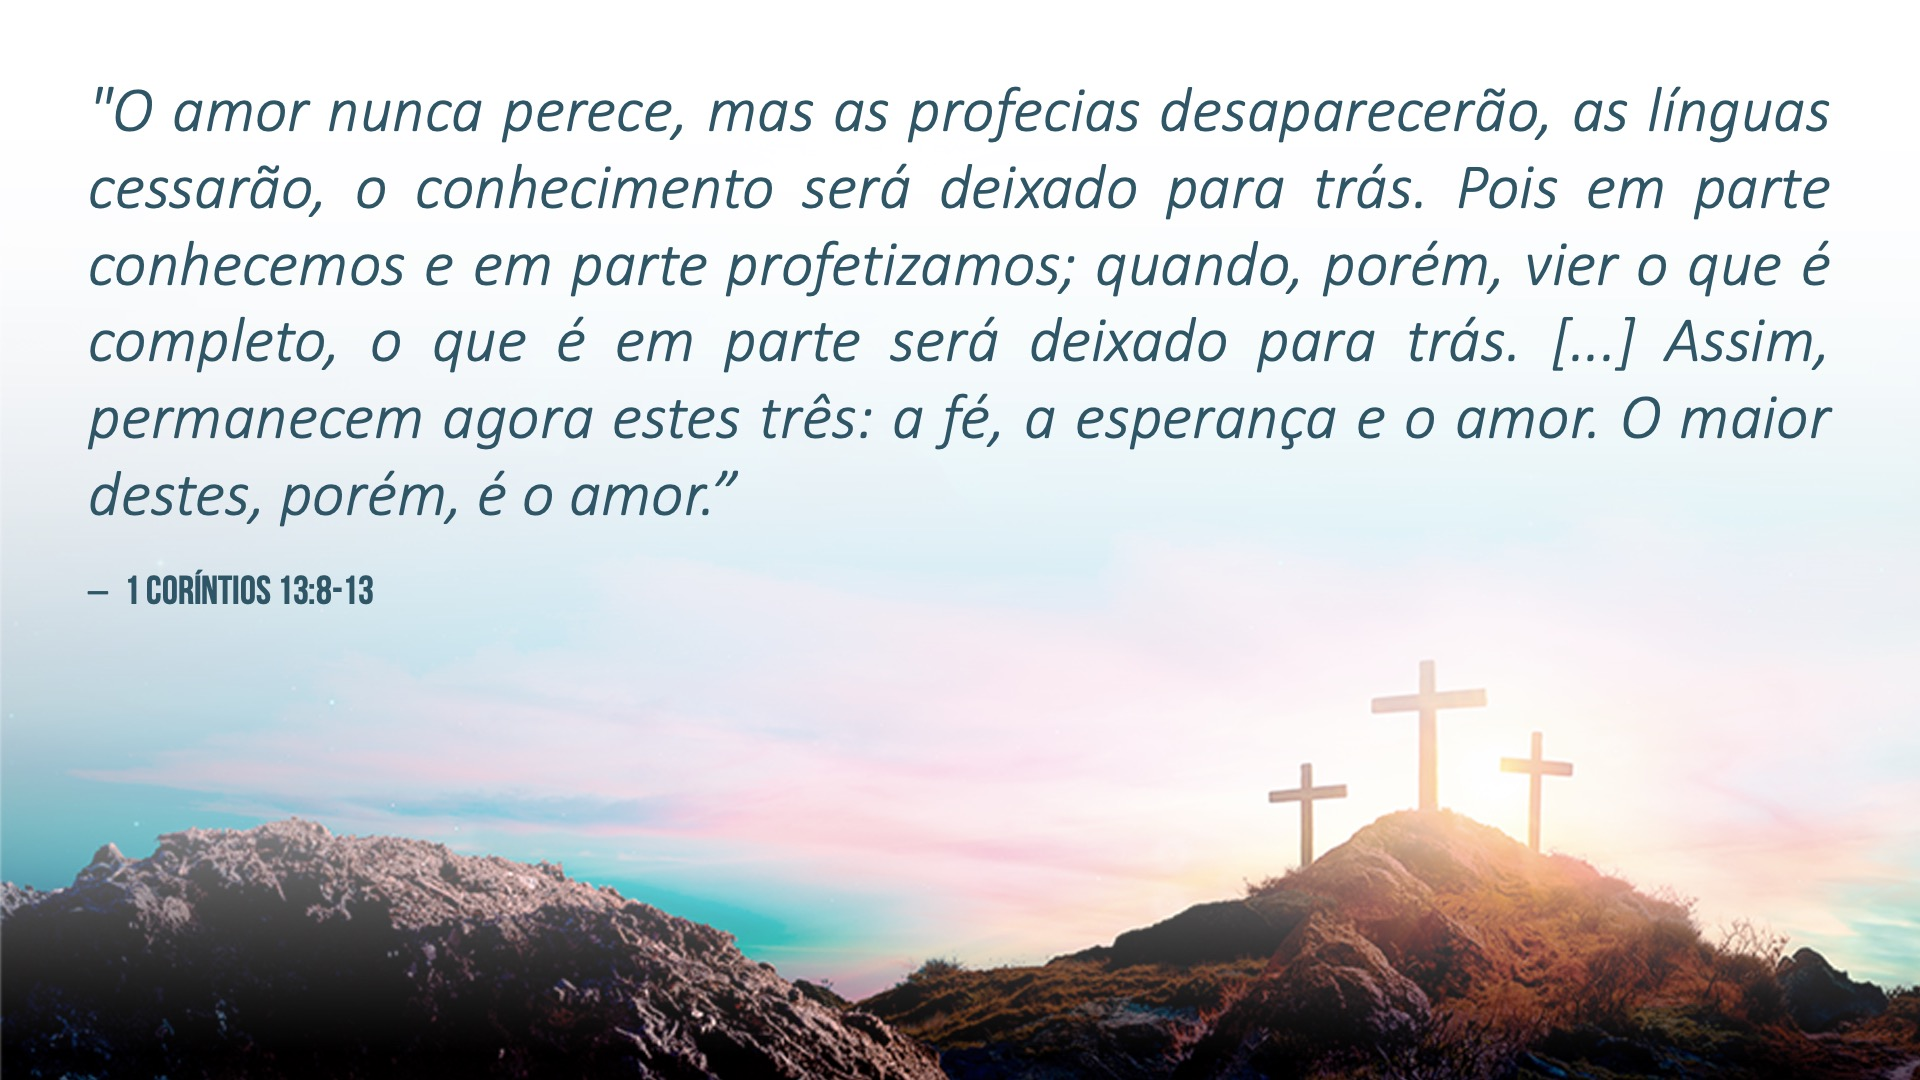 "O amor nunca perece, mas as profecias desaparecerão, as línguas
cessarão, o conhecimento será deixado para trás. Pois em parte
conhecemos e em parte profetizamos; quando, porém, vier o que é
completo, o que é em parte será deixado para trás. [...] Assim,
permanecem agora estes três: a fé, a esperança e o amor. O maior
destes, porém, é o amor.”
– 1 CORÍNTIOS 13:8-13